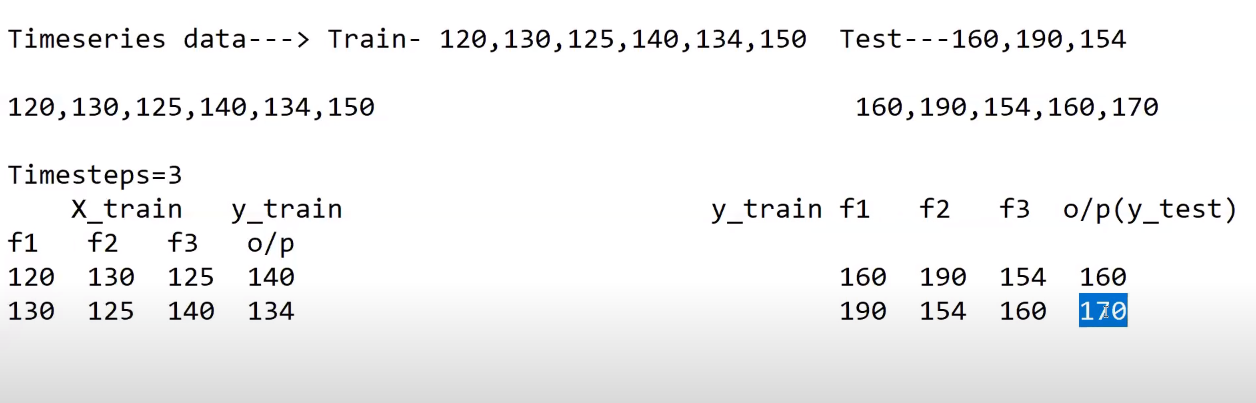 Timeseries data---> Train- 120,130,125,140,134,150 Test---160,190,154
120,130,125,140,134,150 160,190,154,160,170
Timesteps=3
X_train y_train y_train f1 f2 f3 o/p(y_test)
f1 f2 f3 o/p
120 130 125 140 160 190 154 160
130 125 140 134 190 154 160 170